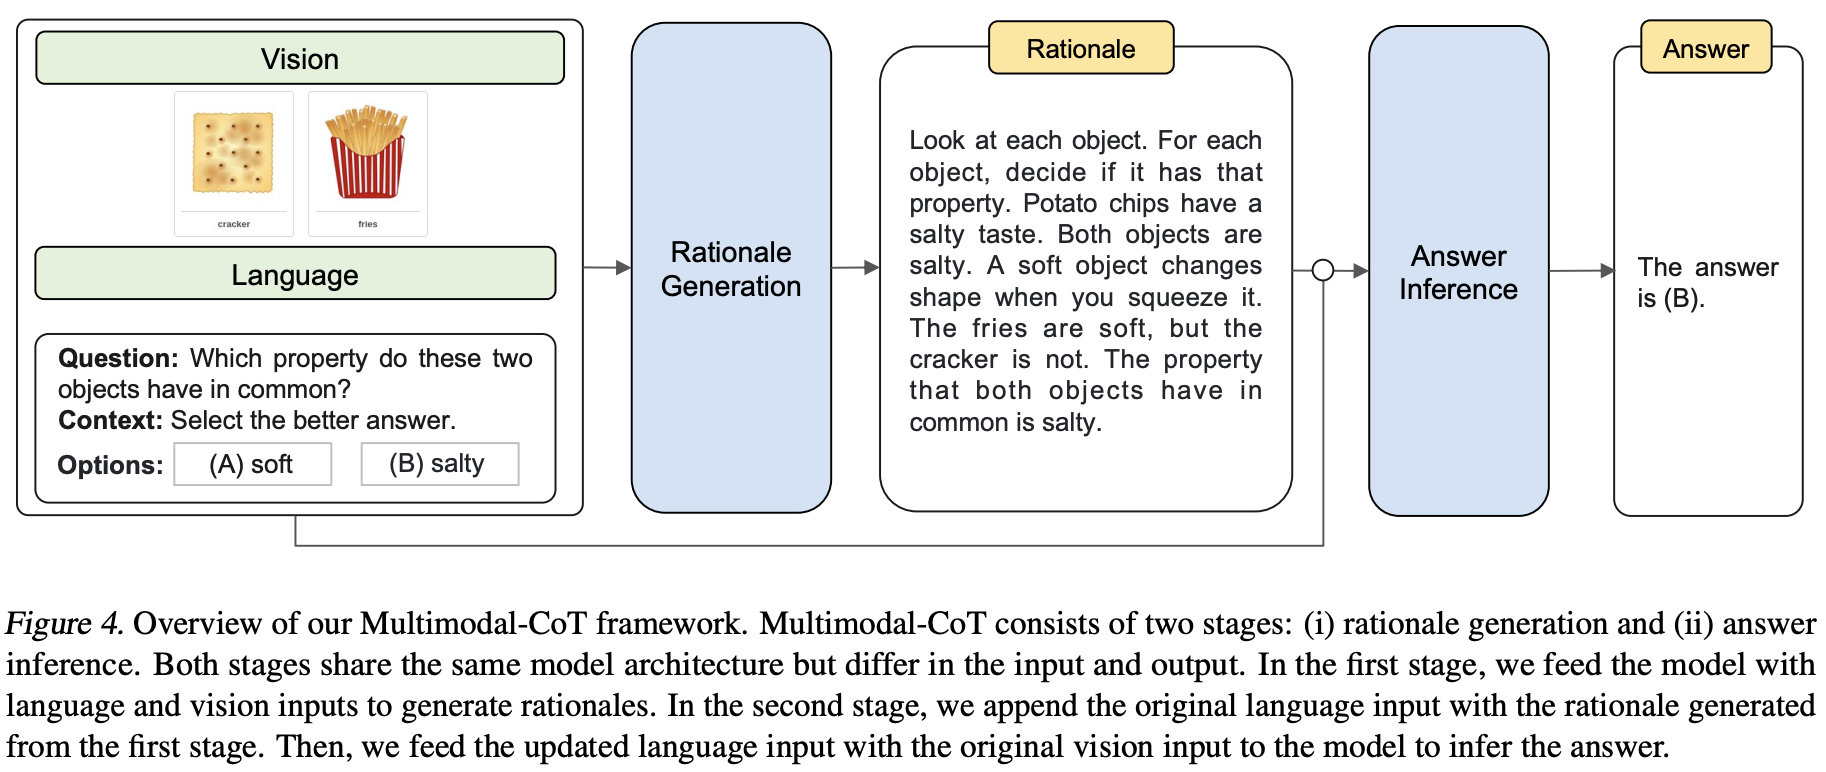 Vision
cracker
fries
Language
Question: Which property do these two
objects have in common?
Context: Select the better answer.
Options:
(A) soft
(B) salty
Rationale
Generation
Rationale
Look at each object. For each
object, decide if it has that
property. Potato chips have a
salty taste. Both objects are
salty. A soft object changes
shape when you squeeze it.
The fries are soft, but the
cracker is not. The property
that both objects have in
common is salty.
Answer
Inference
Answer
The answer
is (B).
Figure 4. Overview of our Multimodal-CoT framework. Multimodal-CoT consists of two stages: (i) rationale generation and (ii) answer
inference. Both stages share the same model architecture but differ in the input and output. In the first stage, we feed the model with
language and vision inputs to generate rationales. In the second stage, we append the original language input with the rationale generated
from the first stage. Then, we feed the updated language input with the original vision input to the model to infer the answer.